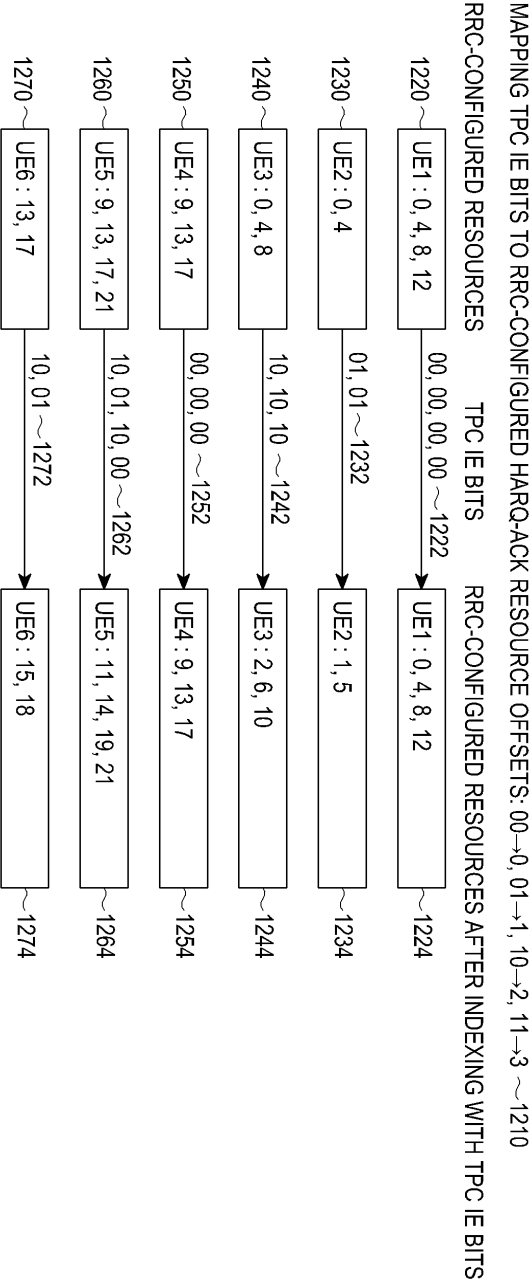 MAPPING TPC IE BITS TO RRC-CONFIGURED HARQ-ACK RESOURCE OFFSETS: 00→0, 01→1, 10→2, 11→3 ~1210
RRC-CONFIGURED RESOURCES TPC IE BITS RRC-CONFIGURED RESOURCES AFTER INDEXING WITH TPC IE BITS
1220~ UE1 : 0, 4, 8, 12 00, 00, 00, 00 ~1222 UE1 : 0, 4, 8, 12 ~1224
1230~ UE2 : 0, 4 01, 01~1232 UE2 : 1, 5 ~1234
1240~ UE3 : 0, 4, 8 10, 10, 10 ~1242 UE3 : 2, 6, 10 ~1244
1250~ UE4 : 9, 13, 17 00, 00, 00 ~1252 UE4 : 9, 13, 17 ~1254
1260~ UE5 : 9, 13, 17, 21 10, 01, 10, 00 ~1262 UE5 : 11, 14, 19, 21 ~1264
1270~ UE6 : 13, 17 10, 01 ~1272 UE6 : 15, 18 ~1274